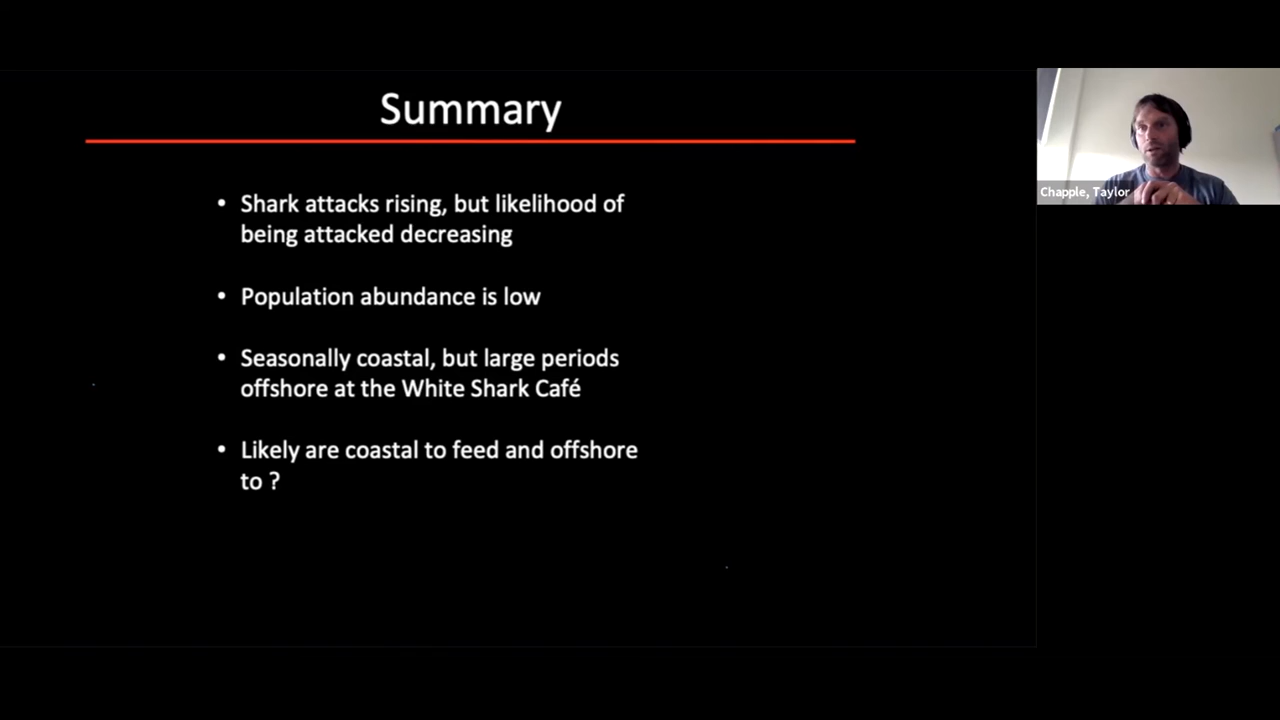 Summary
• Shark attacks rising, but likelihood of
being attacked decreasing
• Population abundance is low
• Seasonally coastal, but large periods
offshore at the White Shark Café
• Likely are coastal to feed and offshore
to ?
Chapple, Taylor